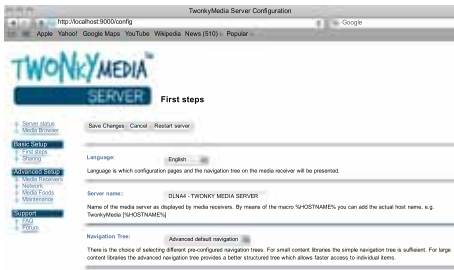 TwonkyMedia Server Configuration
http://localhost:9000/config
Google
Apple Yahoo! Google Maps YouTube Wikipedia News (510) Popular
TWONKYMEDIA™
SERVER
First steps
Server status
Media Browser
Basic Setup
First steps
Sharing
Advanced Setup
Media Receivers
Network
Media Foods
Maintenance
Support
FAQ
Forum
Save Changes Cancel Restart server
Language:
English
Language is which configuration pages and the navigation tree on the media receiver will be presented.
Server name::
DLNA4 - TWONKY MEDIA SERVER
Name of the media server as displayed by media receivers. By means of the macro %HOSTNAME% you can add the actual host name, e.g.
TwonkyMedia [%HOSTNAME%]
Navigation Tree:
Advanced default navigation
There is the choice of selecting different pre-configured navigation trees. For small content libraries the simple navigation tree is suffieient. For large
content libraries the advanced navigation tree provides a better structured tree which allows faster access to individual items.